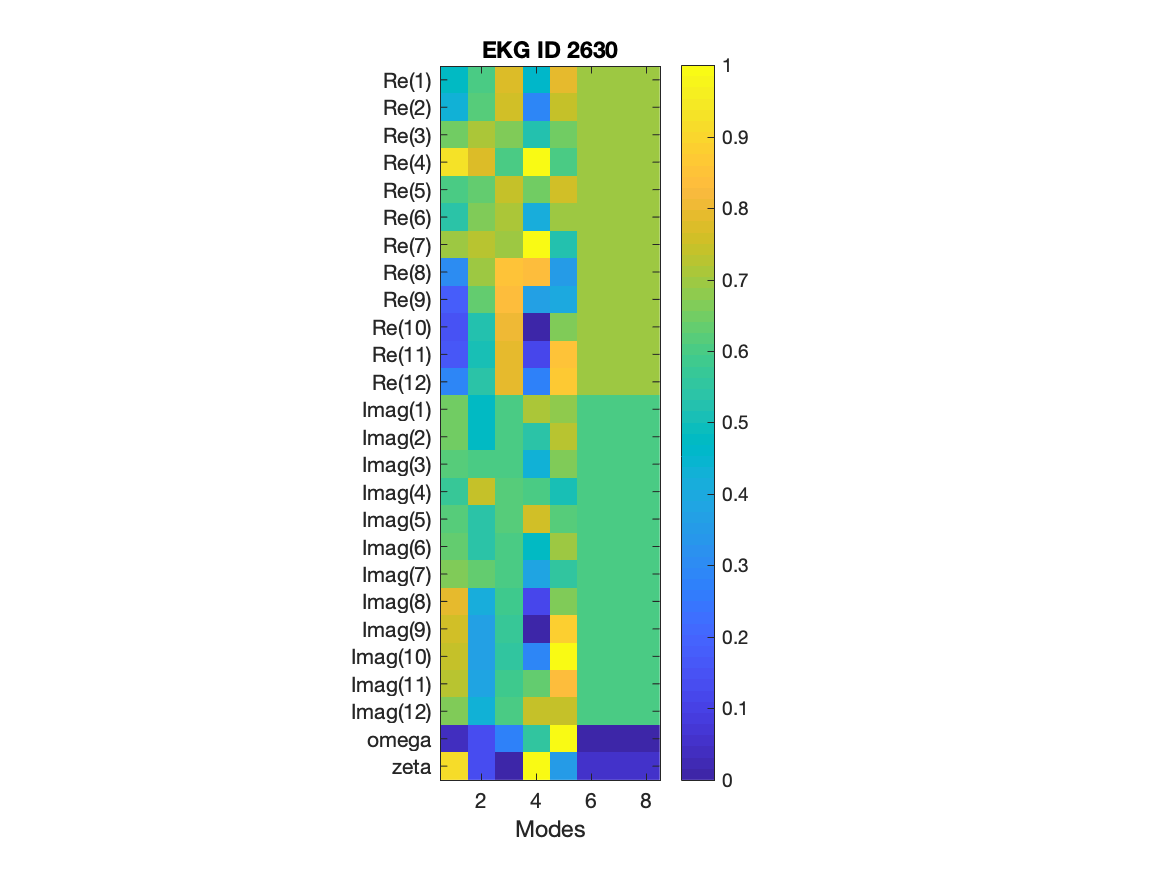 EKG ID 2630
Re(1)
Re(2)
Re(3)
Re(4)
Re(5)
Re(6)
Re(7)
Re(8)
Re(9)
Re(10)
Re(11)
Re(12)
Imag(1)
Imag(2)
Imag(3)
Imag(4)
Imag(5)
Imag(6)
Imag(7)
Imag(8)
Imag(9)
Imag(10)
Imag(11)
Imag(12)
omega
zeta
2 4 6 8
Modes
1
0.9
0.8
0.7
0.6
0.5
0.4
0.3
0.2
0.1
0